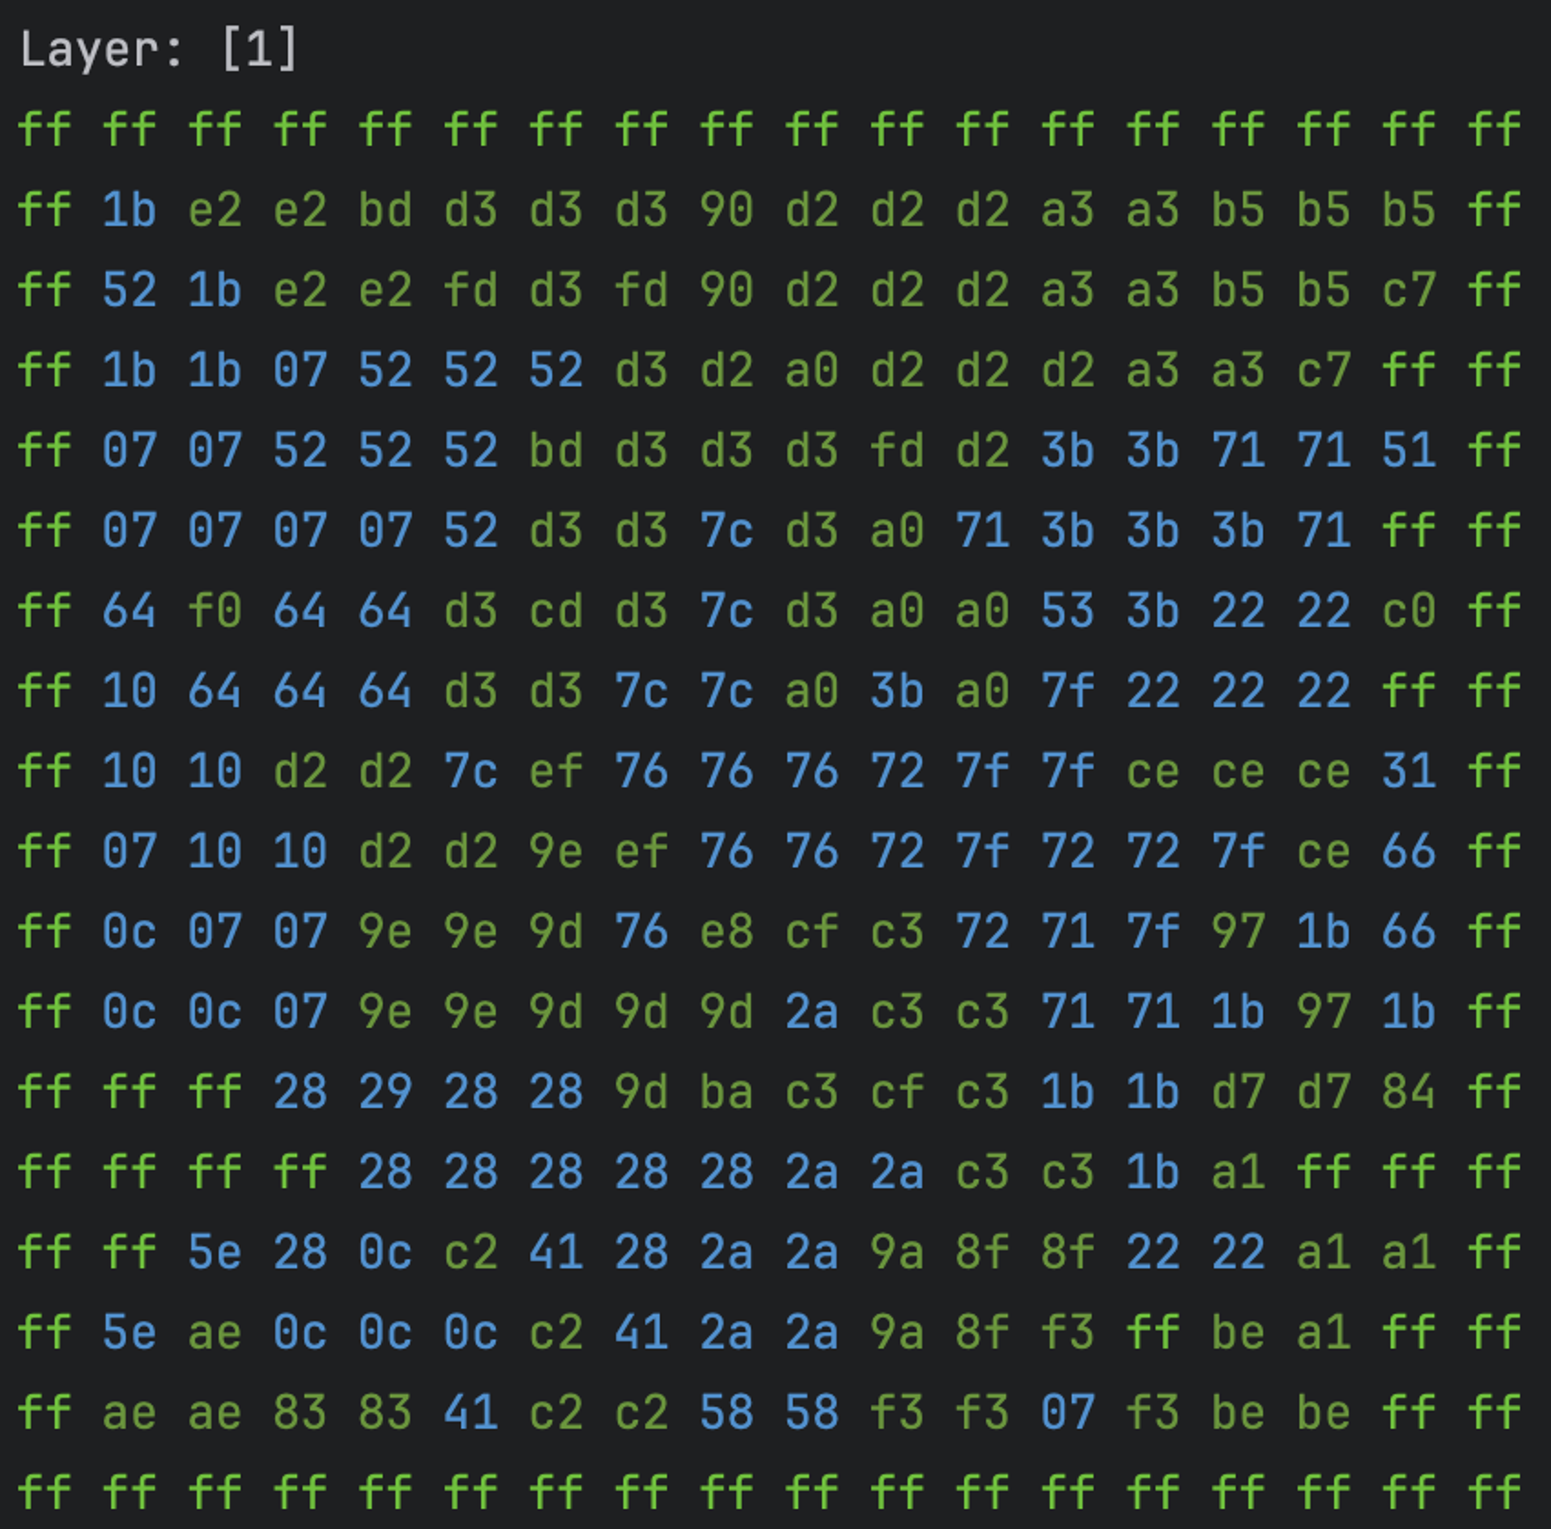 Layer: [1]
ff ff ff ff ff ff ff ff ff ff ff ff ff ff ff ff ff ff
ff 1b e2 e2 bd d3 d3 d3 90 d2 d2 d2 a3 a3 b5 b5 b5 ff
ff 52 1b e2 e2 fd d3 fd 90 d2 d2 d2 a3 a3 b5 b5 c7 ff
ff 1b 1b 07 52 52 52 d3 d2 a0 d2 d2 d2 a3 a3 c7 ff ff
ff 07 07 52 52 52 bd d3 d3 d3 fd d2 3b 3b 71 71 51 ff
ff 07 07 07 07 52 d3 d3 7c d3 a0 71 3b 3b 3b 71 ff ff
ff 64 f0 64 64 d3 cd d3 7c d3 a0 a0 53 3b 22 22 c0 ff
ff 10 64 64 64 d3 d3 7c 7c a0 3b a0 7f 22 22 22 ff ff
ff 10 10 d2 d2 7c ef 76 76 76 72 7f 7f ce ce ce 31 ff
ff 07 10 10 d2 d2 9e ef 76 76 72 7f 72 72 7f ce 66 ff
ff 0c 07 07 9e 9e 9d 76 e8 cf c3 72 71 7f 97 1b 66 ff
ff 0c 0c 07 9e 9e 9d 9d 9d 2a c3 c3 71 71 1b 97 1b ff
ff ff ff 28 29 28 28 9d ba c3 cf c3 1b 1b d7 d7 84 ff
ff ff ff ff 28 28 28 28 28 2a 2a c3 c3 1b a1 ff ff ff
ff ff 5e 28 0c c2 41 28 2a 2a 9a 8f 8f 22 22 a1 a1 ff
ff 5e ae 0c 0c 0c c2 41 2a 2a 9a 8f f3 ff be a1 ff ff
ff ae ae 83 83 41 c2 c2 58 58 f3 f3 07 f3 be be ff ff
ff ff ff ff ff ff ff ff ff ff ff ff ff ff ff ff ff ff